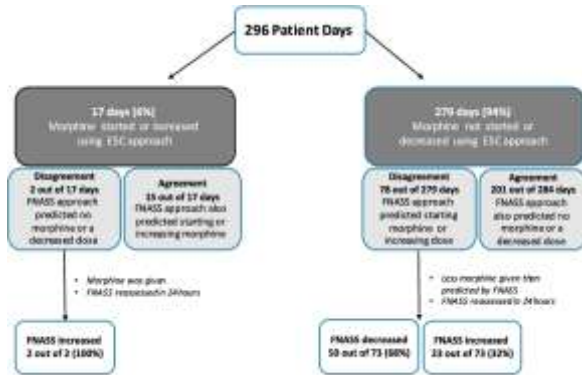 296 Patient Days
17 days (6%)
Morphine started or increased
using ESC approach
279 days (94%)
Morphine not started or
decreased using ESC approach
Disagreement
2 out of 17 days
FNASS approach
predicted no
morphine or a
decreased dose
Agreement
15 out of 17 days
FNASS approach also
predicted starting or
increasing morphine
Disagreement
78 out of 279 days
FNASS approach
predicted starting
morphine or
increasing dose
Agreement
201 out of 284 days
FNASS approach
also predicted no
morphine or a
decreased dose
• Morphine was given
• FNASS reassessed in 24 hours
• Less morphine given then
predicted by FNASS
• FNASS reassessed in 24 hours
FNASS increased
2 out of 2 (100%)
FNASS decreased
50 out of 73 (68%)
FNASS increased
23 out of 73 (32%)